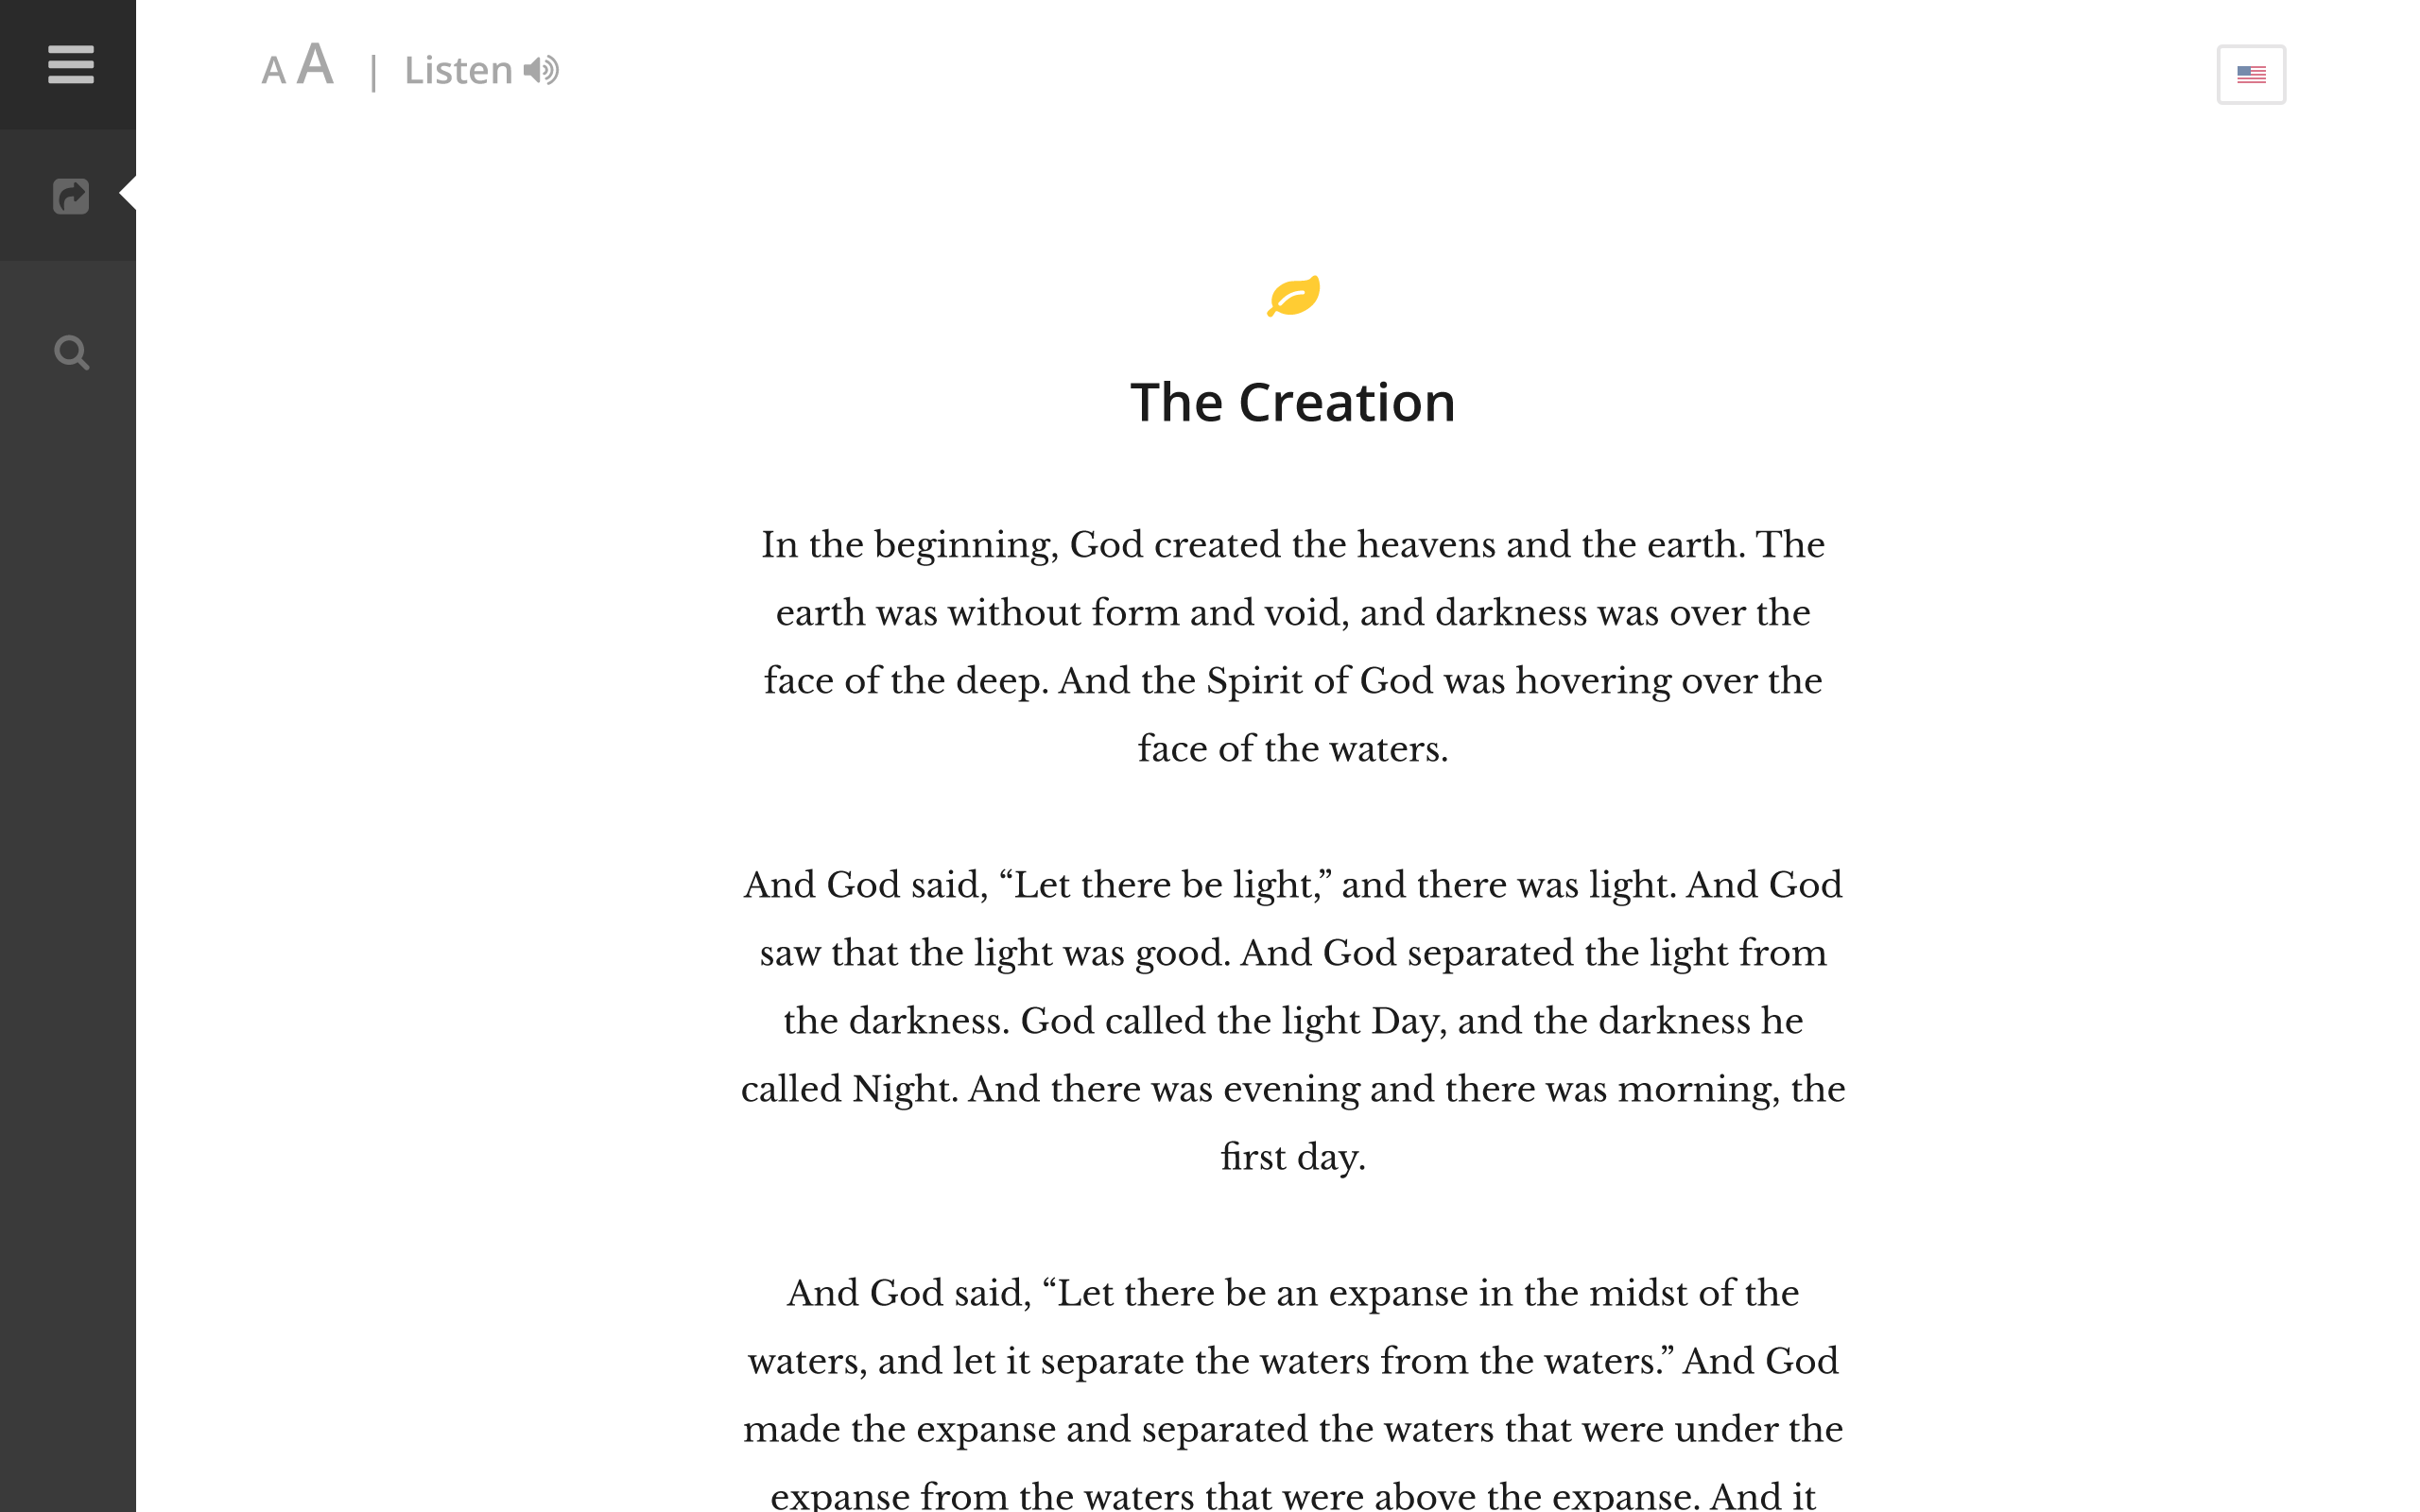 A A | Listen
The Creation
In the beginning, God created the heavens and the earth. The
earth was without form and void, and darkness was over the
face of the deep. And the Spirit of God was hovering over the
face of the waters.
And God said, “Let there be light,” and there was light. And God
saw that the light was good. And God separated the light from
the darkness. God called the light Day, and the darkness he
called Night. And there was evening and there was morning, the
first day.
And God said, “Let there be an expanse in the midst of the
waters, and let it separate the waters from the waters.” And God
made the expanse and separated the waters that were under the
expanse from the waters that were above the expanse. And it